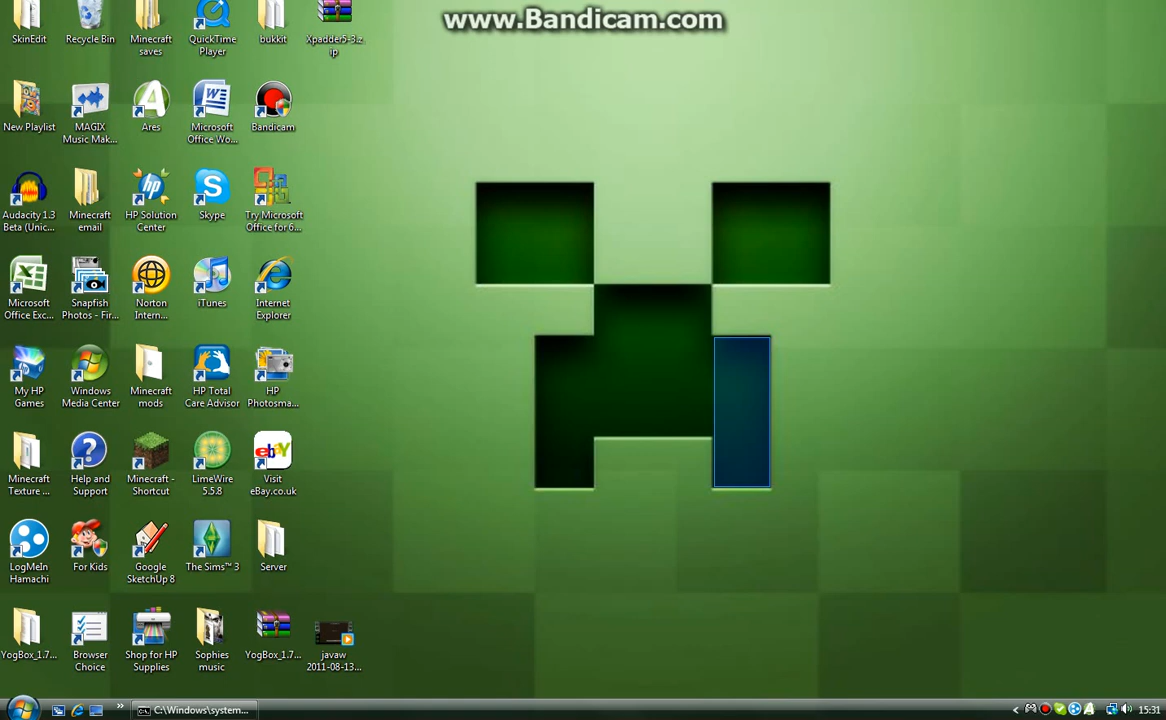 www.Bandicam.com
SkinEdit
Recycle Bin
Minecraft
saves
QuickTime
Player
bukkit
Xpadder5-3.z
ip
New Playlist
MAGIX
Music Mak...
Ares
Microsoft
Office Wo...
Bandicam
Audacity 1.3
Beta (Unic...
Minecraft
email
HP Solution
Center
Skype
Try Microsoft
Office for 6...
Microsoft
Office Exc...
Snapfish
Photos - Fir...
Norton
Intern...
iTunes
Internet
Explorer
My HP
Games
Windows
Media Center
Minecraft
mods
HP Total
Care Advisor
HP
Photosma...
Minecraft
Texture ...
Help and
Support
Minecraft -
Shortcut
LimeWire
5.5.8
Visit
eBay.co.uk
LogMeIn
Hamachi
For Kids
Google
SketchUp 8
The Sims™ 3
Server
YogBox_1.7...
Browser
Choice
Shop for HP
Supplies
Sophies
music
YogBox_1.7...
javaw
2011-08-13...
C:\Windows\system...
15:31